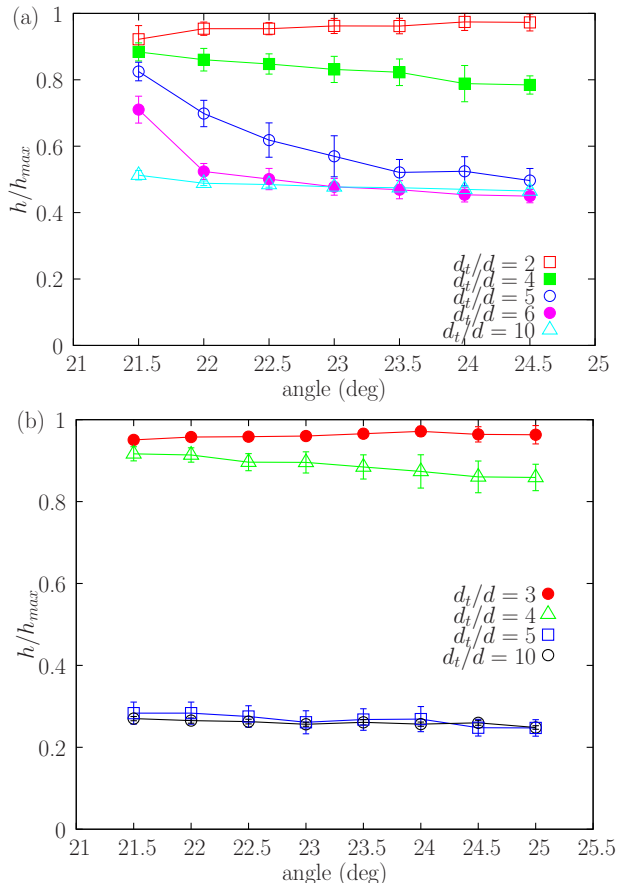 (a)
1
0.8
0.6
0.4
0.2
0
h/h_max
d_t/d = 2
d_t/d = 4
d_t/d = 5
d_t/d = 6
d_t/d = 10
21 21.5 22 22.5 23 23.5 24 24.5 25
angle (deg)
(b)
1
0.8
0.6
0.4
0.2
0
h/h_max
d_t/d = 3
d_t/d = 4
d_t/d = 5
d_t/d = 10
21 21.5 22 22.5 23 23.5 24 24.5 25 25.5
angle (deg)